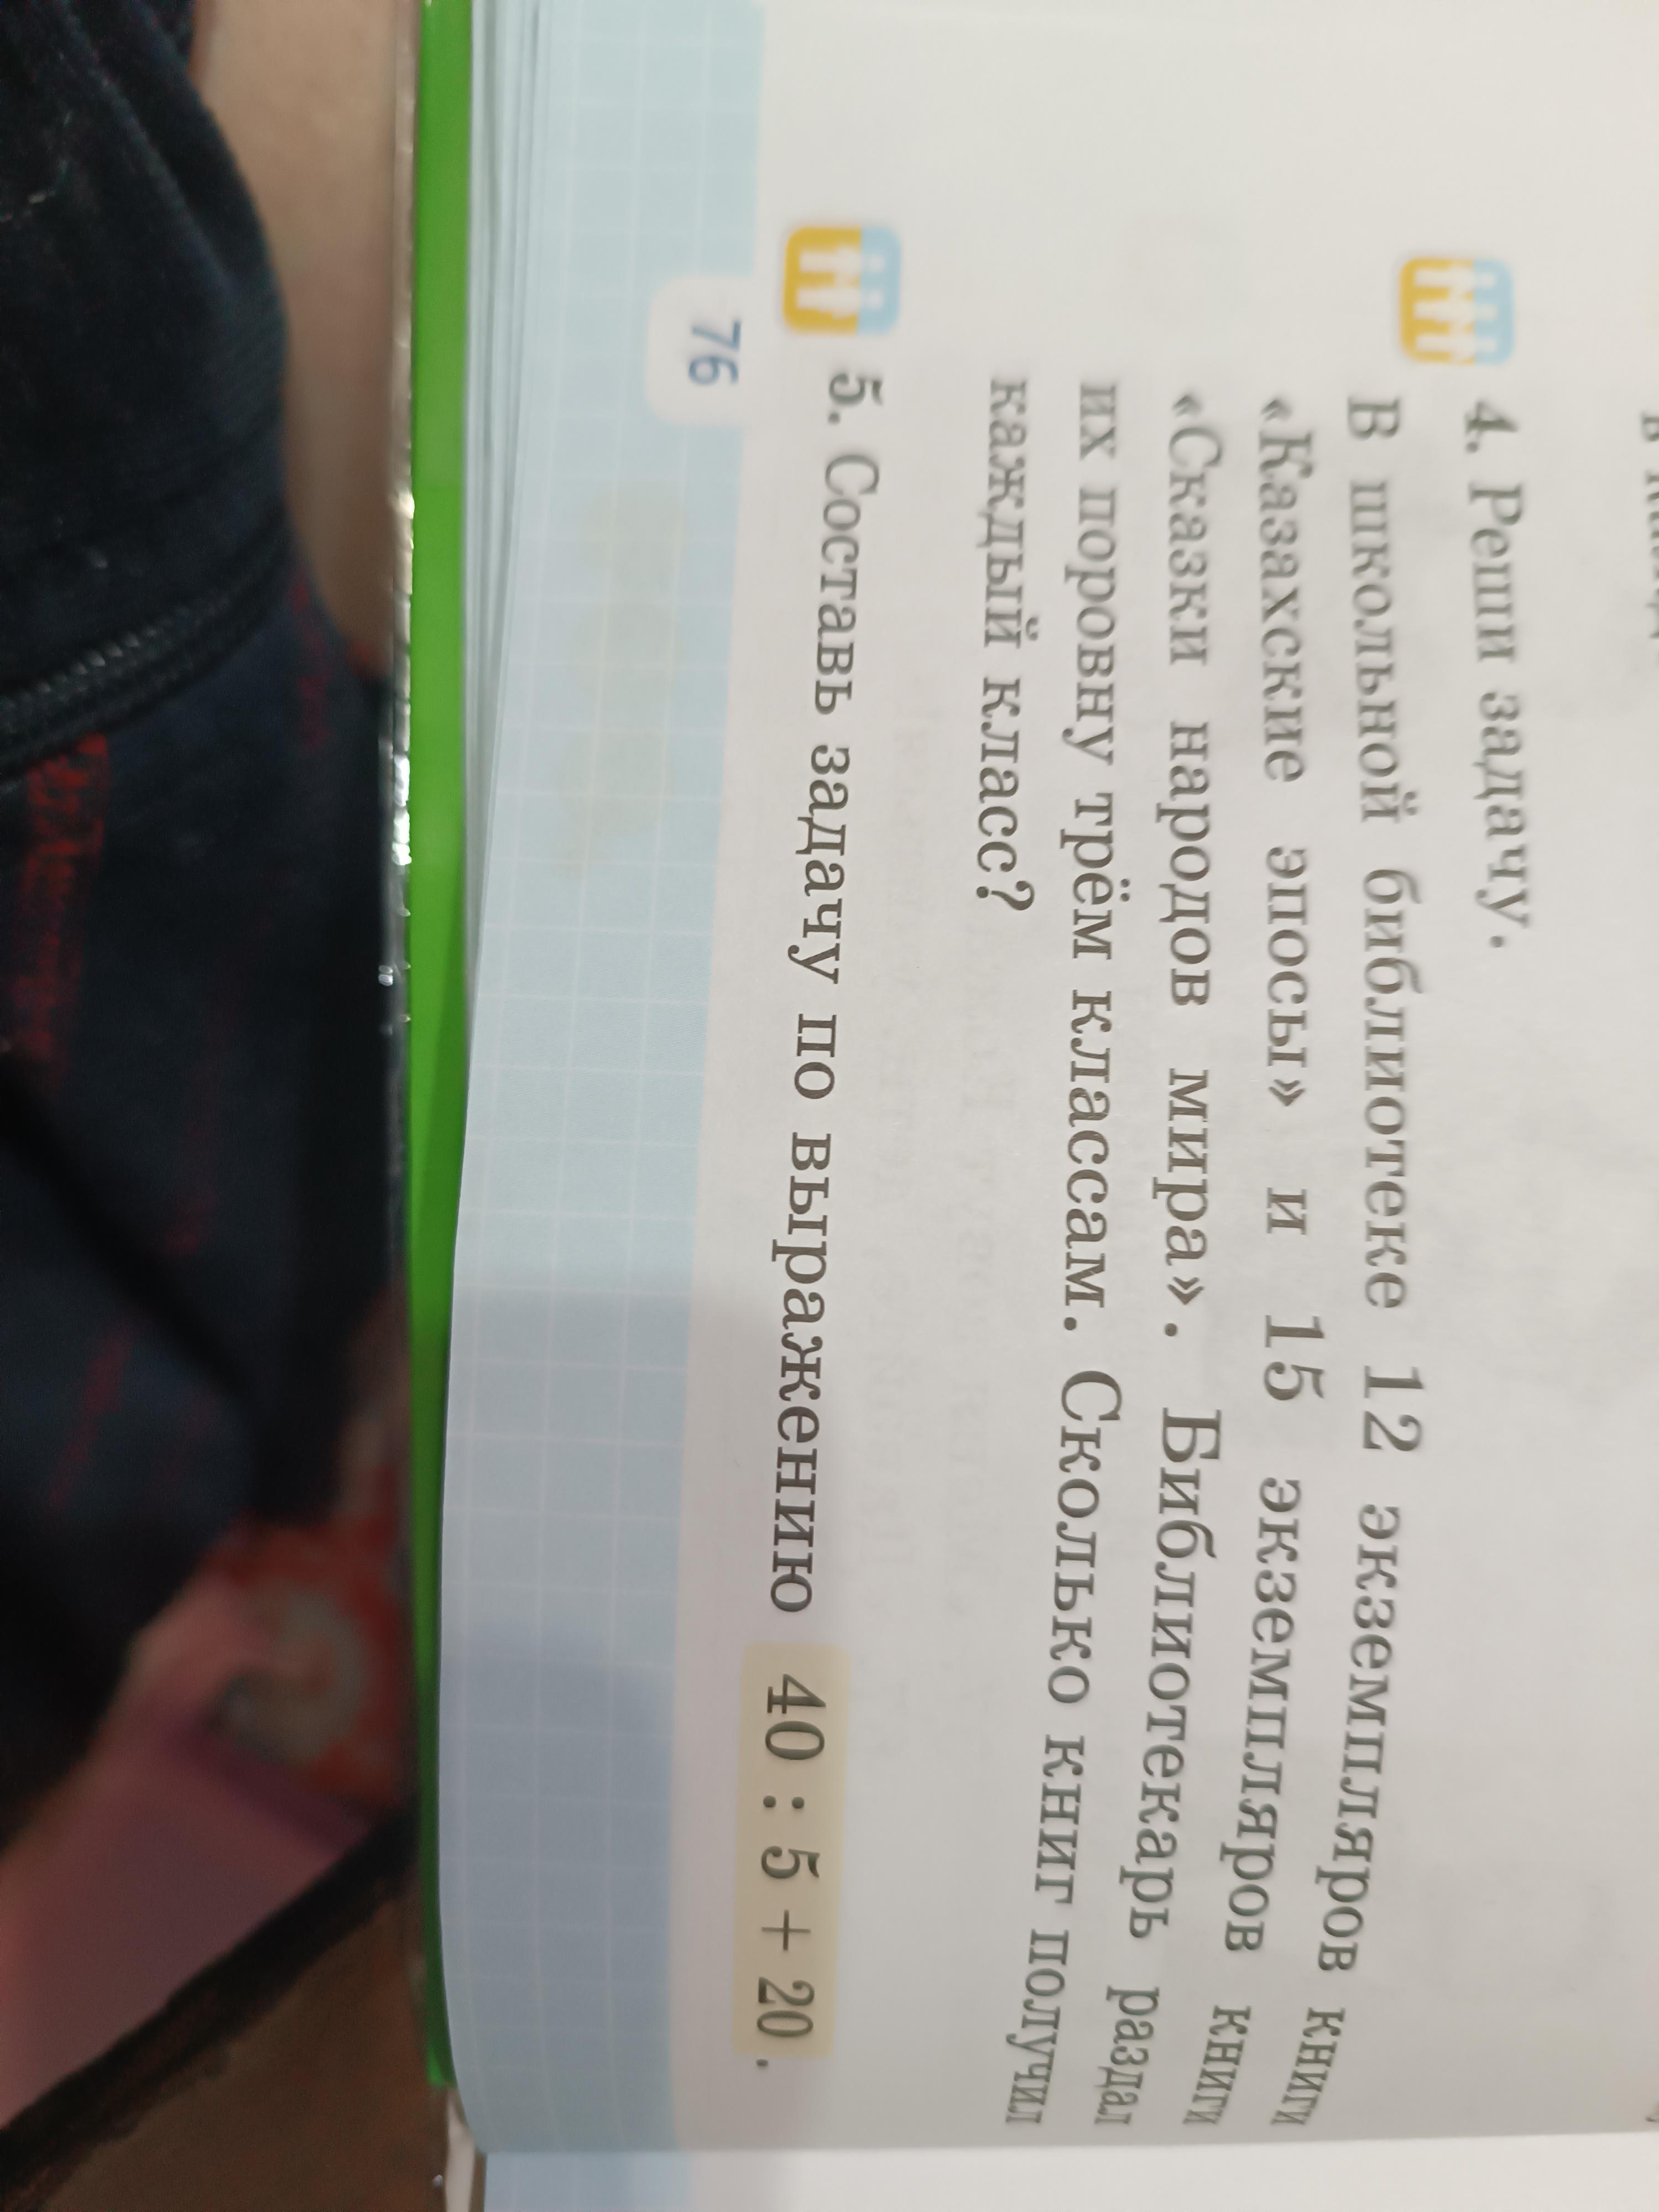 4. Реши задачу.
В школьной библиотеке 12 экземпляров книги
«Казахские эпосы» и 15 экземпляров книги
«Сказки народов мира». Библиотекарь раздал
их поровну трём классам. Сколько книг получил
каждый класс?
5. Составь задачу по выражению 40 : 5 + 20 .
76